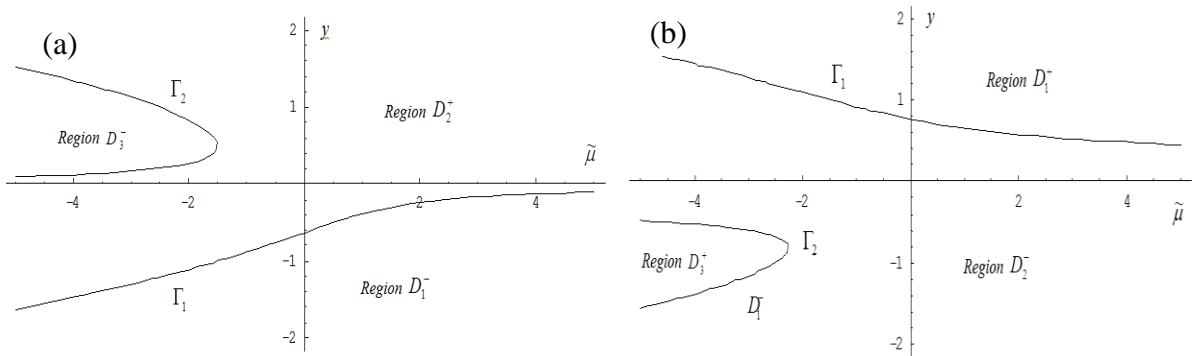 (a)
y
2
Γ₂
1
Region D₂⁺
Region D₃⁻
μ̃
-4 -2 2 4
Γ₁
-1
Region D₁⁻
-2
(b)
y
2
Γ₁
Region D₁⁺
1
-4 -2 2 4
μ̃
Γ₂
Region D₃⁺
-1
Region D₂⁻
D₁⁻
-2